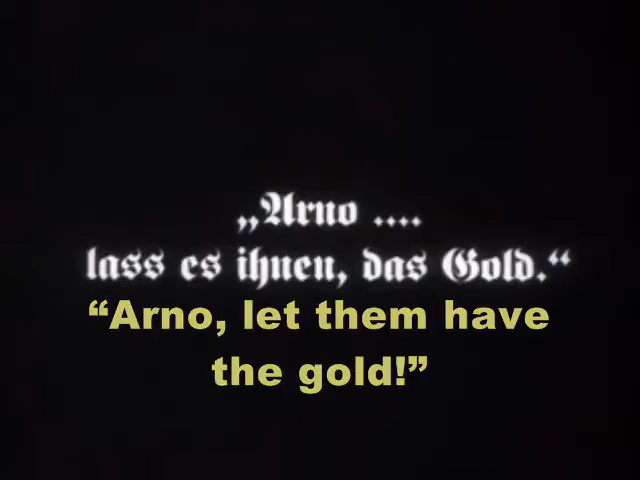 „Arno ....
lass es ihnen, das Gold.“
“Arno, let them have
the gold!”